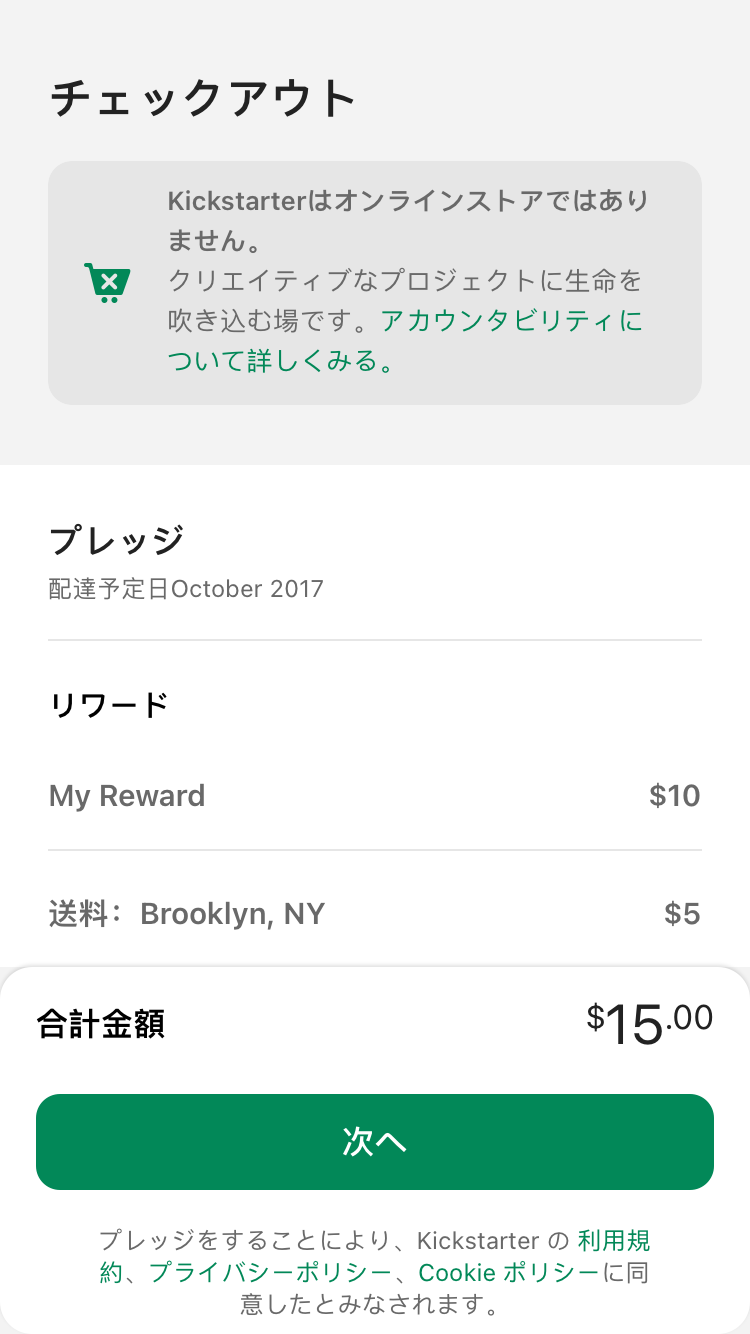 チェックアウト
Kickstarterはオンラインストアではあり
ません。
クリエイティブなプロジェクトに生命を
吹き込む場です。アカウンタビリティに
ついて詳しくみる。
プレッジ
配達予定日October 2017
リワード
My Reward $10
送料： Brooklyn, NY $5
合計金額 $15.00
次へ
プレッジをすることにより、Kickstarter の 利用規
約、プライバシーポリシー、Cookie ポリシーに同
意したとみなされます。